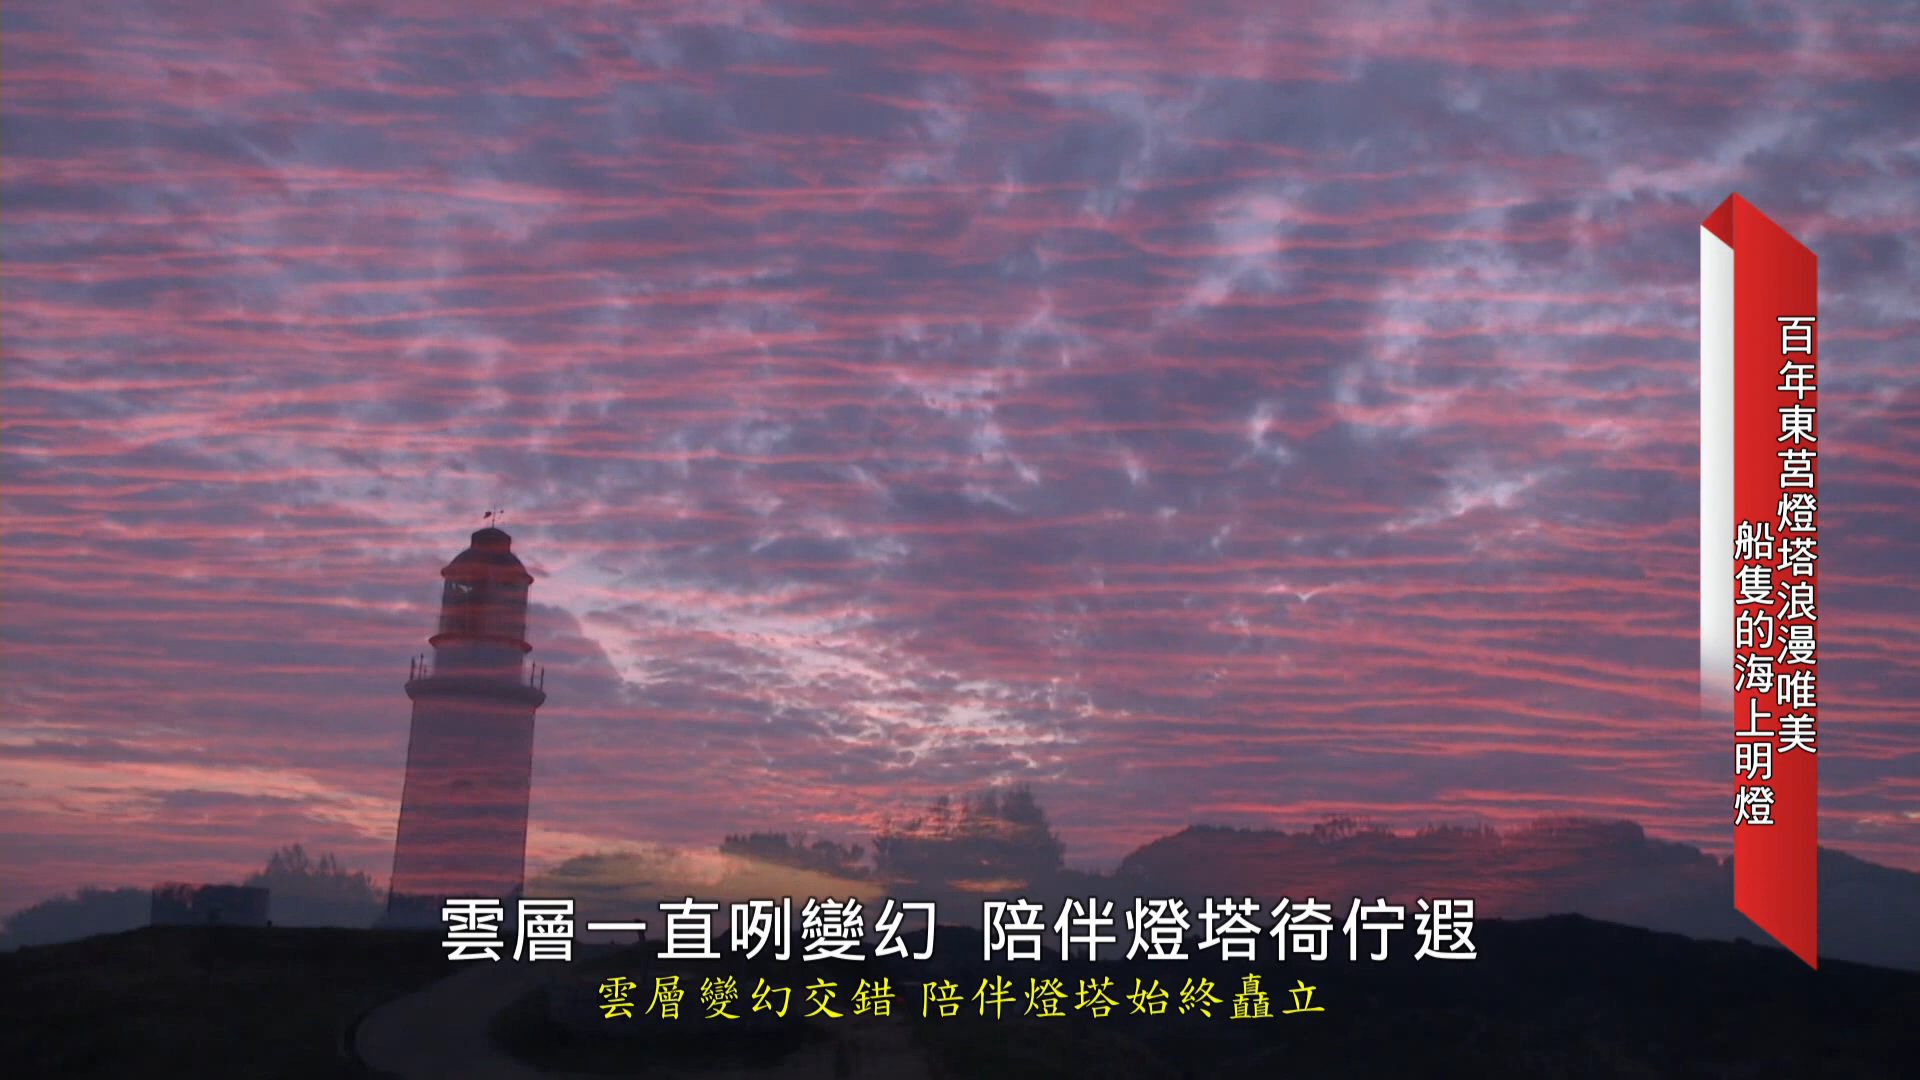 百年東莒燈塔浪漫唯美
船隻的海上明燈
雲層一直咧變幻 陪伴燈塔徛佇遐
雲層變幻交錯 陪伴燈塔始終矗立